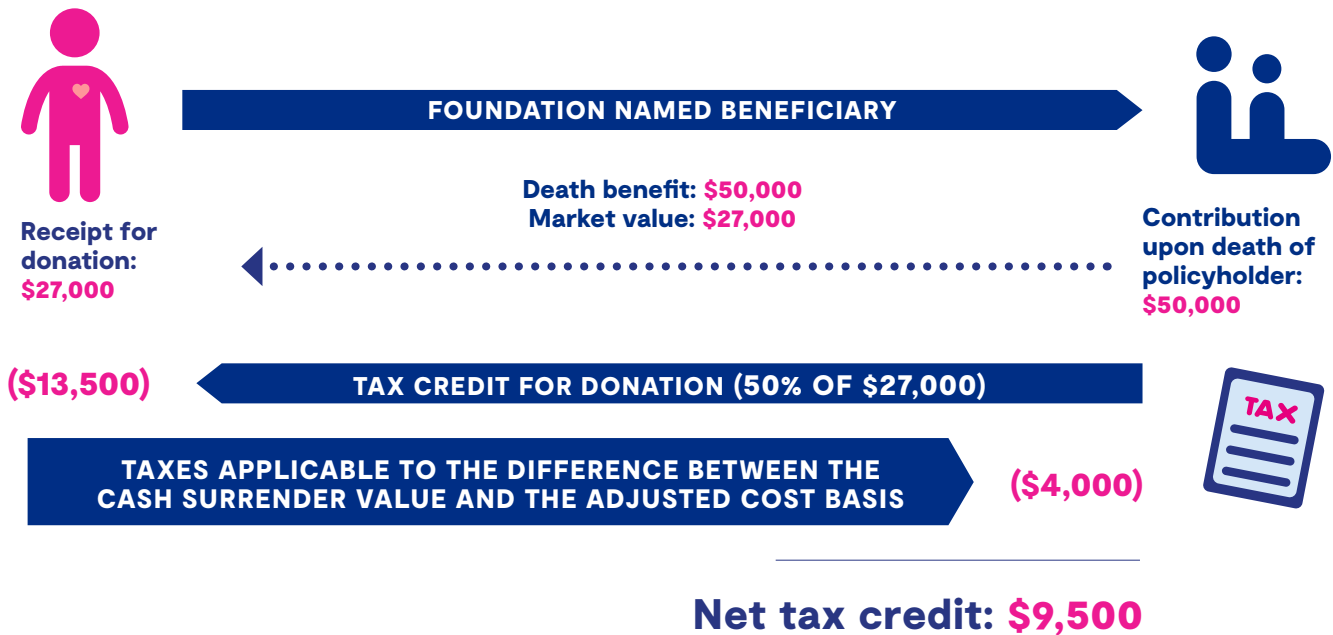 FOUNDATION NAMED BENEFICIARY
Death benefit: $50,000
Market value: $27,000
Receipt for
donation:
$27,000
Contribution
upon death of
policyholder:
$50,000
($13,500)
TAX CREDIT FOR DONATION (50% OF $27,000)
TAX
TAXES APPLICABLE TO THE DIFFERENCE BETWEEN THE
CASH SURRENDER VALUE AND THE ADJUSTED COST BASIS
($4,000)
Net tax credit: $9,500